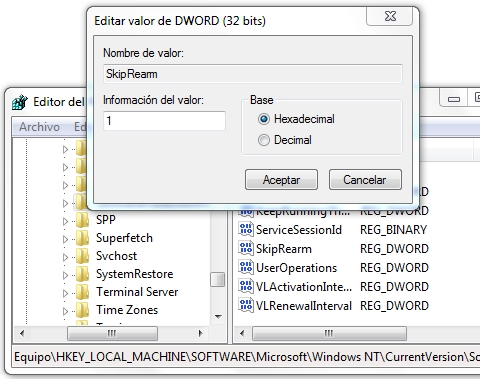 Editar valor de DWORD (32 bits)
Nombre de valor:
SkipRearm
Información del valor:
1
Base
Hexadecimal
Decimal
Aceptar
Cancelar
Editor del
Archivo
SPP
Superfetch
Svchost
SystemRestore
Terminal Server
Time Zones
KeepRunningTh... REG_DWORD
ServiceSessionId REG_BINARY
SkipRearm REG_DWORD
UserOperations REG_DWORD
VLActivationInte... REG_DWORD
VLRenewalInterval REG_DWORD
Equipo\HKEY_LOCAL_MACHINE\SOFTWARE\Microsoft\Windows NT\CurrentVersion\So